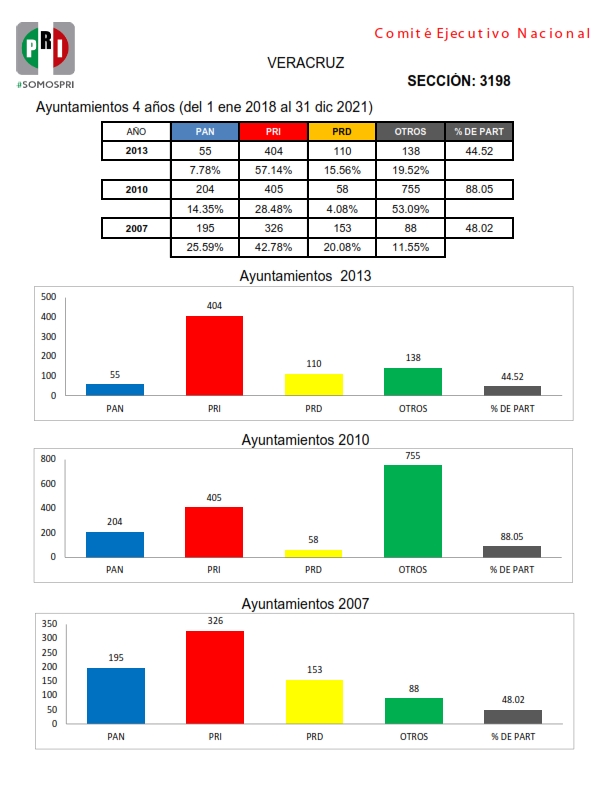 Comité Ejecutivo Nacional
PRI
#SOMOSPRI
VERACRUZ
SECCIÓN: 3198
Ayuntamientos 4 años (del 1 ene 2018 al 31 dic 2021)
AÑO PAN PRI PRD OTROS % DE PART
2013 55 404 110 138 44.52
7.78% 57.14% 15.56% 19.52%
2010 204 405 58 755 88.05
14.35% 28.48% 4.08% 53.09%
2007 195 326 153 88 48.02
25.59% 42.78% 20.08% 11.55%
Ayuntamientos 2013
500
400
300
200
100
0
55 404 110 138 44.52
PAN PRI PRD OTROS % DE PART
Ayuntamientos 2010
800
600
400
200
0
204 405 58 755 88.05
PAN PRI PRD OTROS % DE PART
Ayuntamientos 2007
350
300
250
200
150
100
50
0
195 326 153 88 48.02
PAN PRI PRD OTROS % DE PART